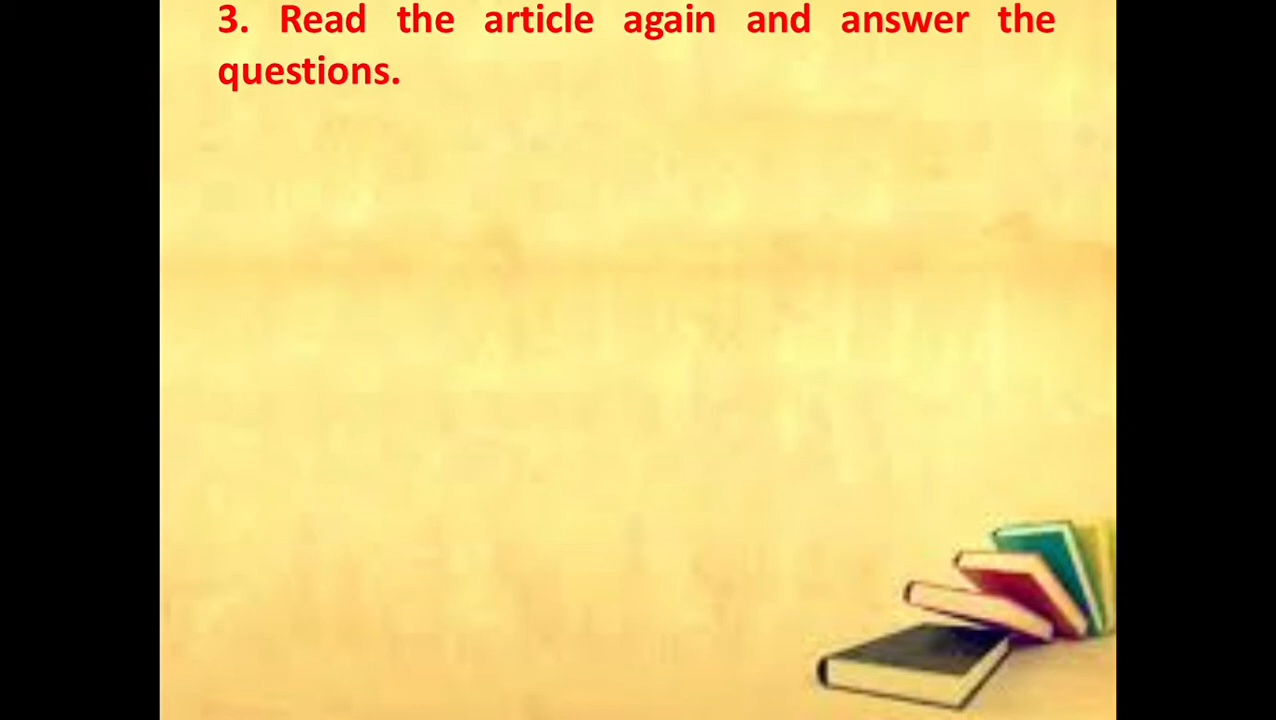 3. Read the article again and answer the
questions.